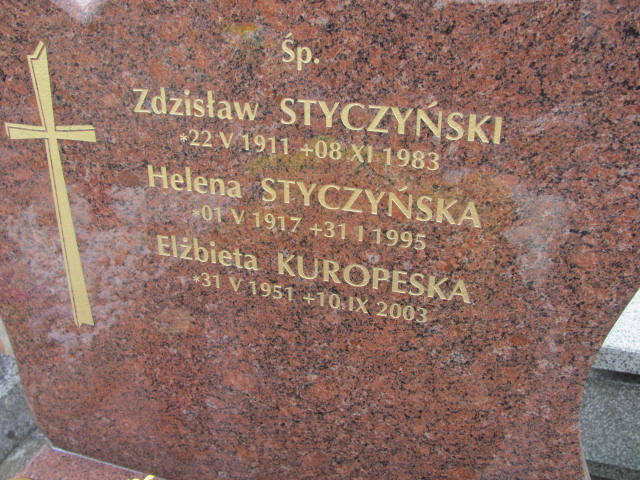 Śp.
Zdzisław STYCZYŃSKI
*22 V 1911 +08 XI 1983
Helena STYCZYŃSKA
*01 V 1917 +31 I 1995
Elżbieta KUROPESKA
*31 V 1951 +10 IX 2003